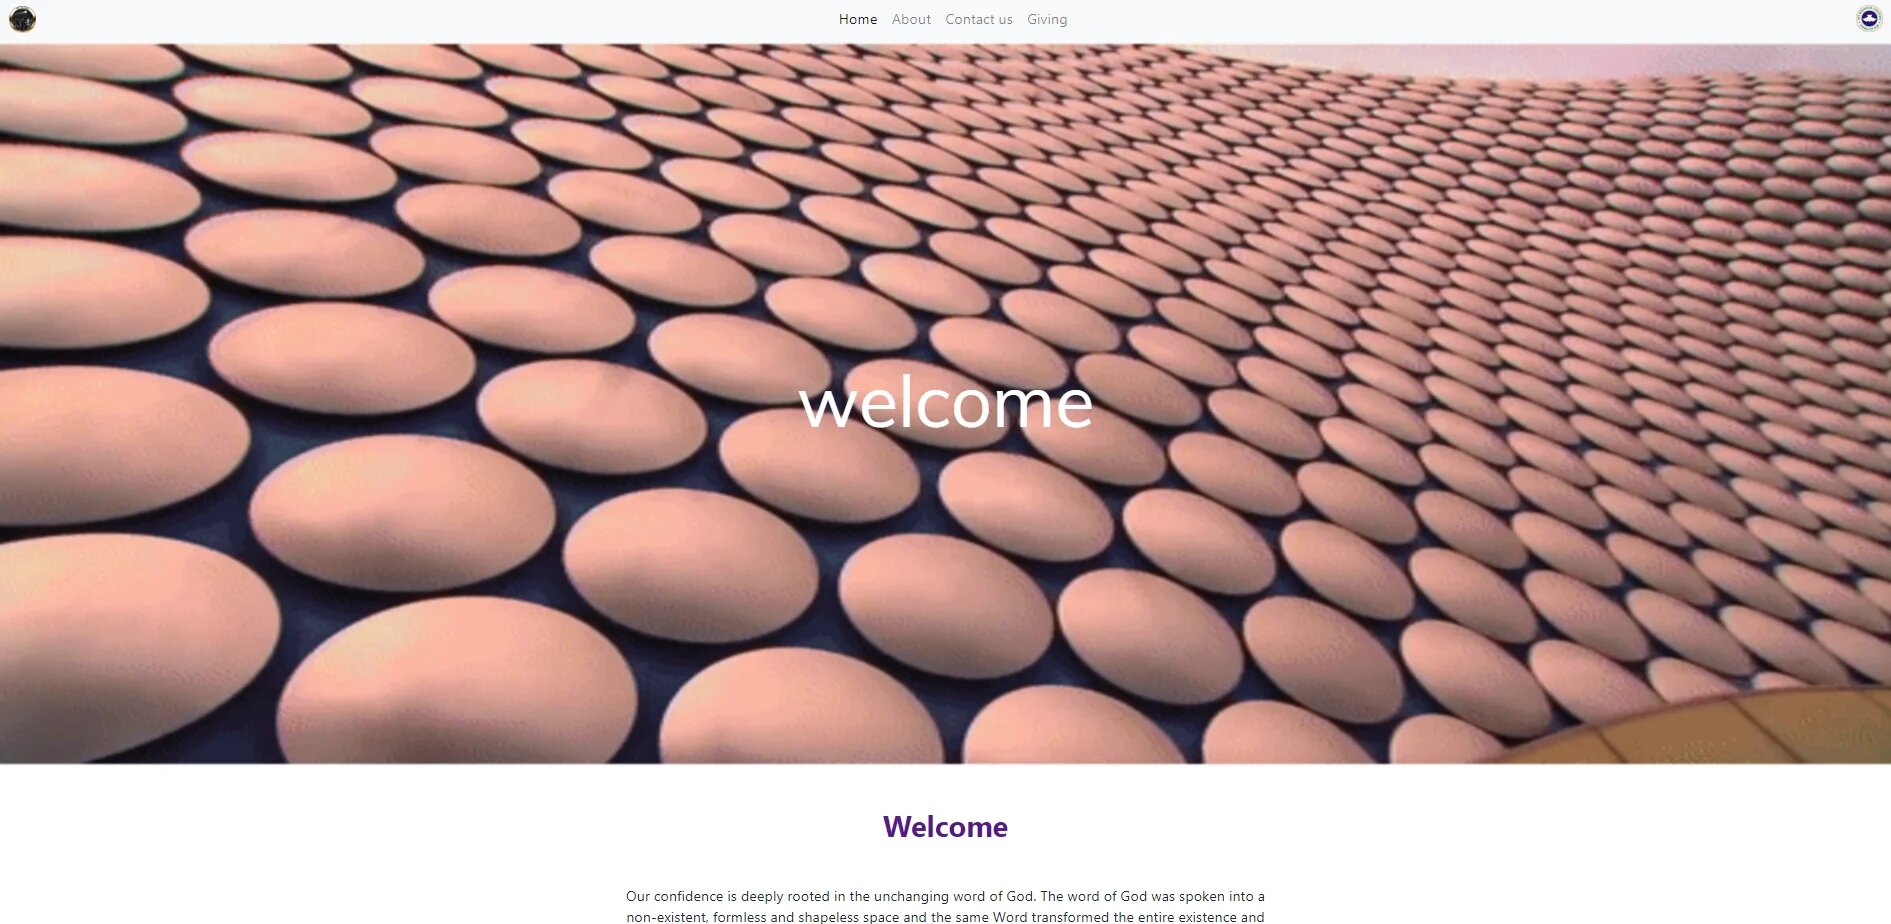 Home About Contact us Giving
welcome
Welcome
Our confidence is deeply rooted in the unchanging word of God. The word of God was spoken into a
non-existent, formless and shapeless space and the same Word transformed the entire existence and